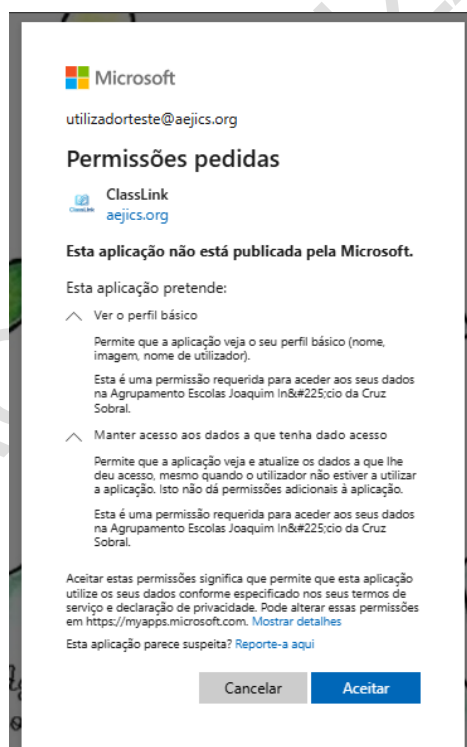 Microsoft
utilizadorteste@aejics.org
Permissões pedidas
ClassLink
aejics.org
Esta aplicação não está publicada pela Microsoft.
Esta aplicação pretende:
Ver o perfil básico
Permite que a aplicação veja o seu perfil básico (nome,
imagem, nome de utilizador).
Esta é uma permissão requerida para aceder aos seus dados
na Agrupamento Escolas Joaquim In&#225;cio da Cruz
Sobral.
Manter acesso aos dados a que tenha dado acesso
Permite que a aplicação veja e atualize os dados a que lhe
deu acesso, mesmo quando o utilizador não estiver a utilizar
a aplicação. Isto não dá permissões adicionais à aplicação.
Esta é uma permissão requerida para aceder aos seus dados
na Agrupamento Escolas Joaquim In&#225;cio da Cruz
Sobral.
Aceitar estas permissões significa que permite que esta aplicação
utilize os seus dados conforme especificado nos seus termos de
serviço e declaração de privacidade. Pode alterar essas permissões
em https://myapps.microsoft.com. Mostrar detalhes
Esta aplicação parece suspeita? Reporte-a aqui
Cancelar
Aceitar